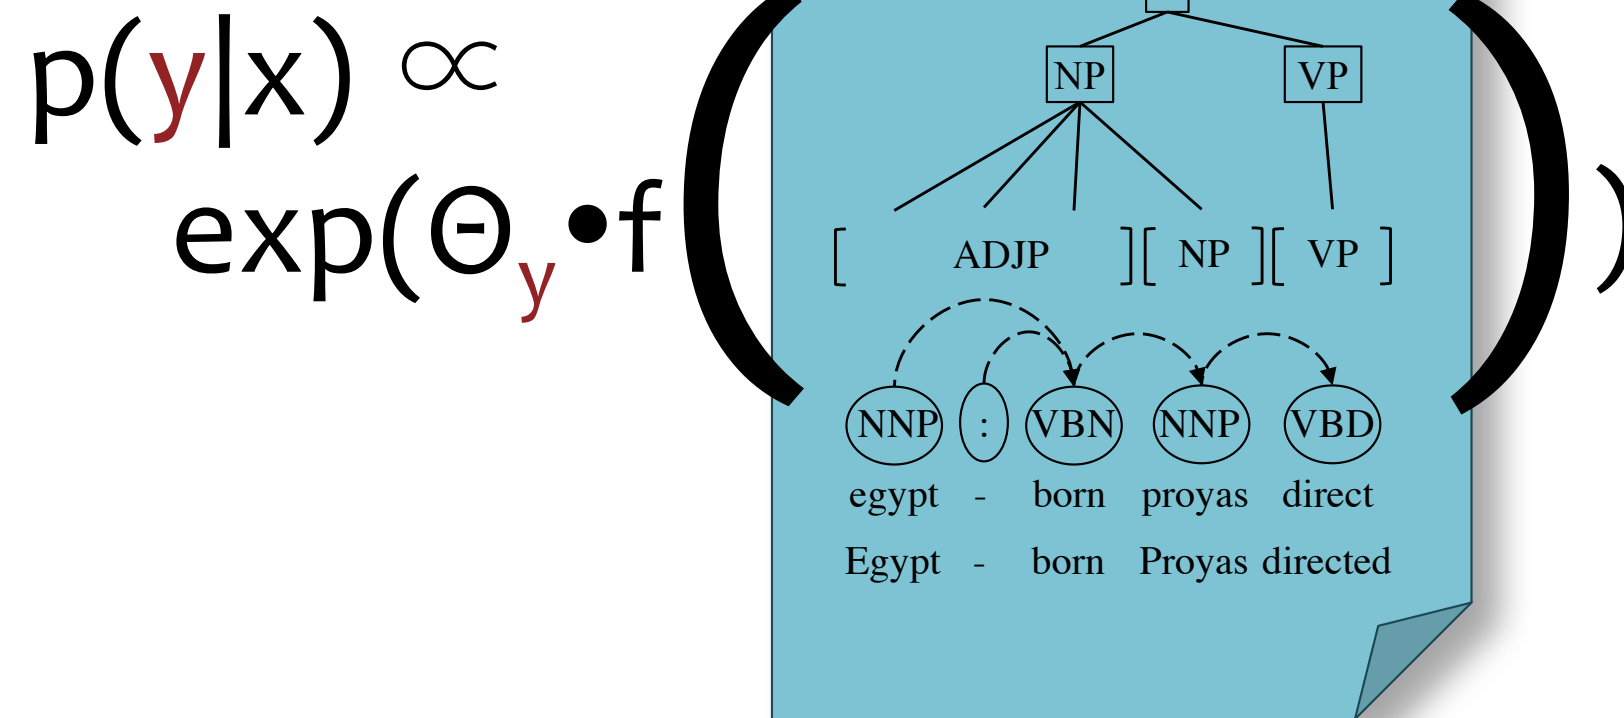 p(y|x) ∝
exp(Θy•f( ))
NP VP
[ ADJP ][ NP ][ VP ]
NNP : VBN NNP VBD
egypt - born proyas direct
Egypt - born Proyas directed